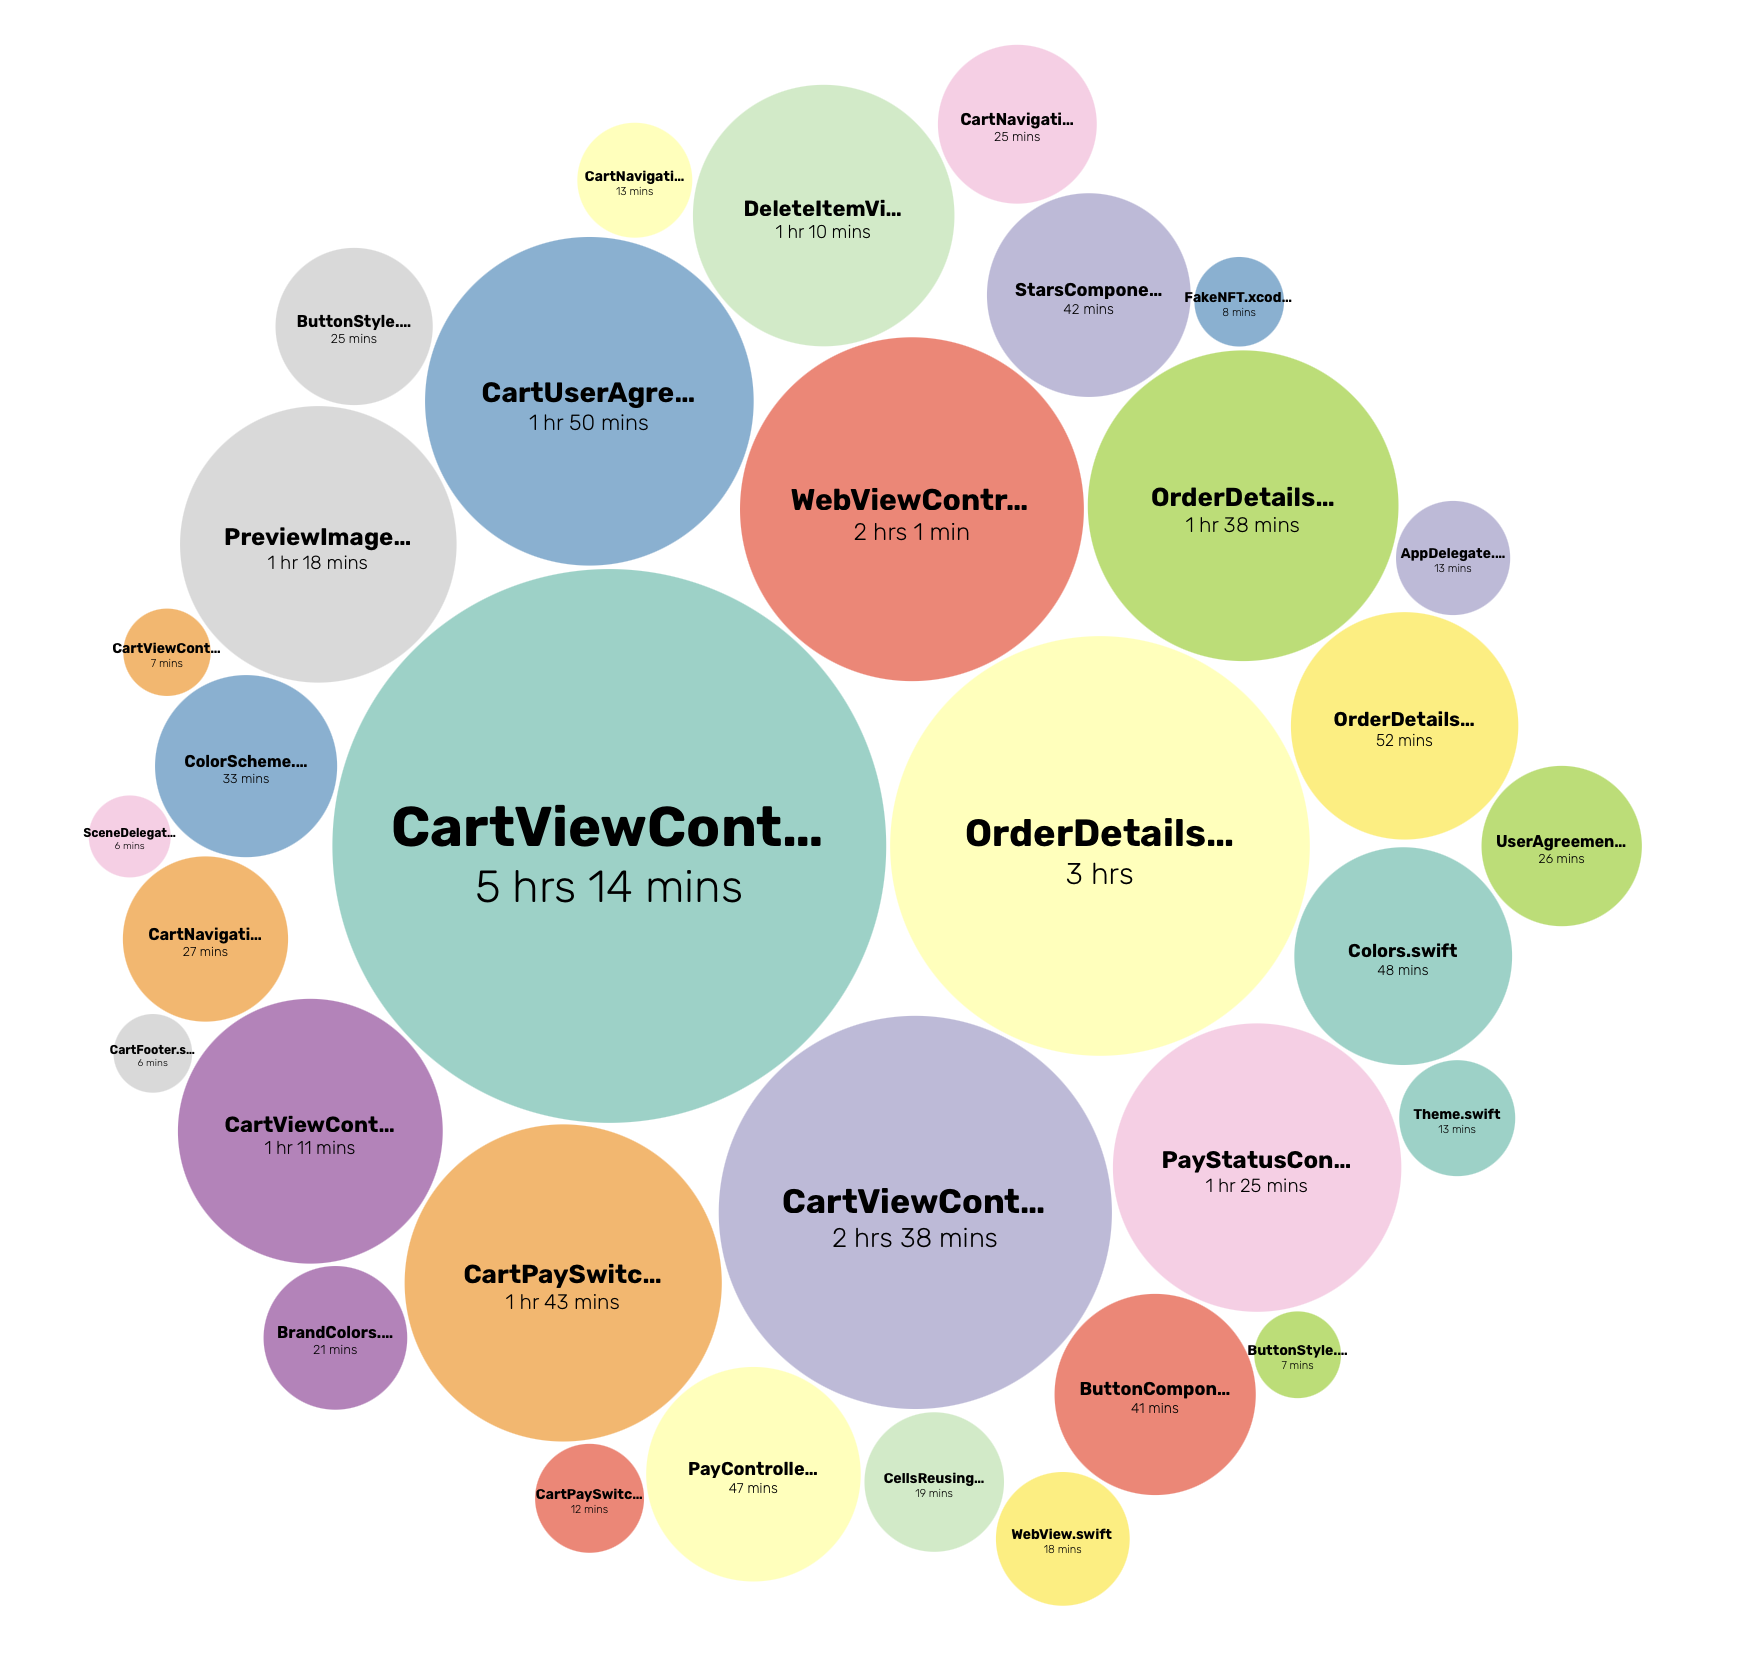 CartNavigati...
25 mins
CartNavigati...
13 mins
DeleteItemVi...
1 hr 10 mins
StarsCompone...
42 mins
FakeNFT.xcod...
8 mins
ButtonStyle....
25 mins
CartUserAgre...
1 hr 50 mins
WebViewContr...
2 hrs 1 min
OrderDetails...
1 hr 38 mins
PreviewImage...
1 hr 18 mins
AppDelegate....
13 mins
CartViewCont...
7 mins
OrderDetails...
52 mins
ColorScheme....
33 mins
SceneDelegat...
6 mins
CartViewCont...
5 hrs 14 mins
OrderDetails...
3 hrs
UserAgreemen...
26 mins
CartNavigati...
27 mins
Colors.swift
48 mins
CartFooter.s...
6 mins
CartViewCont...
1 hr 11 mins
Theme.swift
13 mins
PayStatusCon...
1 hr 25 mins
CartViewCont...
2 hrs 38 mins
CartPaySwitc...
1 hr 43 mins
BrandColors....
21 mins
ButtonStyle....
7 mins
ButtonCompon...
41 mins
PayControlle...
47 mins
CellsReusing...
19 mins
CartPaySwitc...
12 mins
WebView.swift
18 mins